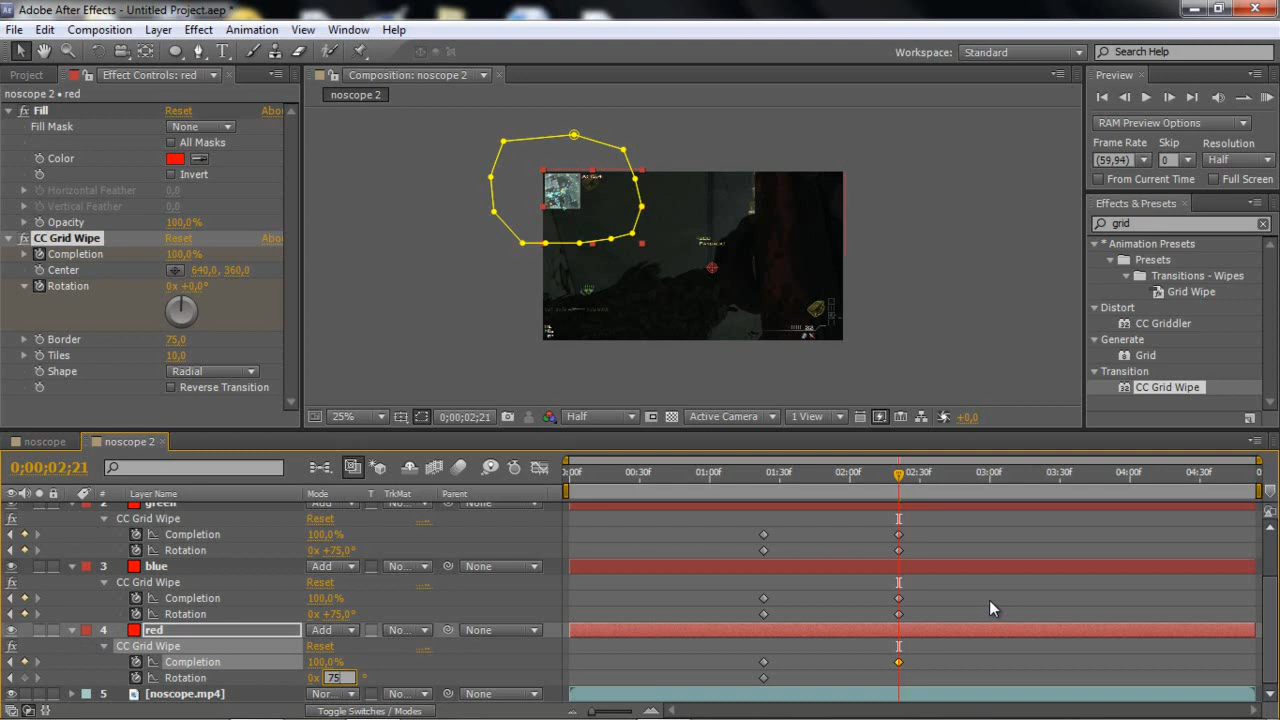 Adobe After Effects - Untitled Project.aep *
File Edit Composition Layer Effect Animation View Window Help
Workspace: Standard Search Help
Project Effect Controls: red Composition: noscope 2 Preview
noscope 2 • red
noscope 2
Fill Reset Abo
Fill Mask None
All Masks
Color
Invert
Horizontal Feather 0,0
Vertical Feather 0,0
Opacity 100,0%
CC Grid Wipe Reset Abo
Completion 100,0%
Center 640,0, 360,0
Rotation 0x +0,0°
Border 75,0
Tiles 10,0
Shape Radial
Reverse Transition
RAM Preview Options
Frame Rate Skip Resolution
(59,94) 0 Half
From Current Time Full Screen
Effects & Presets
grid
* Animation Presets
Presets
Transitions - Wipes
Grid Wipe
Distort
CC Griddler
Generate
Grid
Transition
CC Grid Wipe
25% 0;00;02;21 Half Active Camera 1 View +0,0
noscope noscope 2
0;00;02;21
:00f 00:30f 01:00f 01:30f 02:00f 02:30f 03:00f 03:30f 04:00f 04:30f 0
# Layer Name Mode T TrkMat Parent
2 green Add No... None
CC Grid Wipe Reset
Completion 100,0%
Rotation 0x +75,0°
3 blue Add No... None
CC Grid Wipe Reset
Completion 100,0%
Rotation 0x +75,0°
4 red Add No... None
CC Grid Wipe Reset
Completion 100,0%
Rotation 0x 75 °
5 [noscope.mp4] Nor... No... None
Toggle Switches / Modes